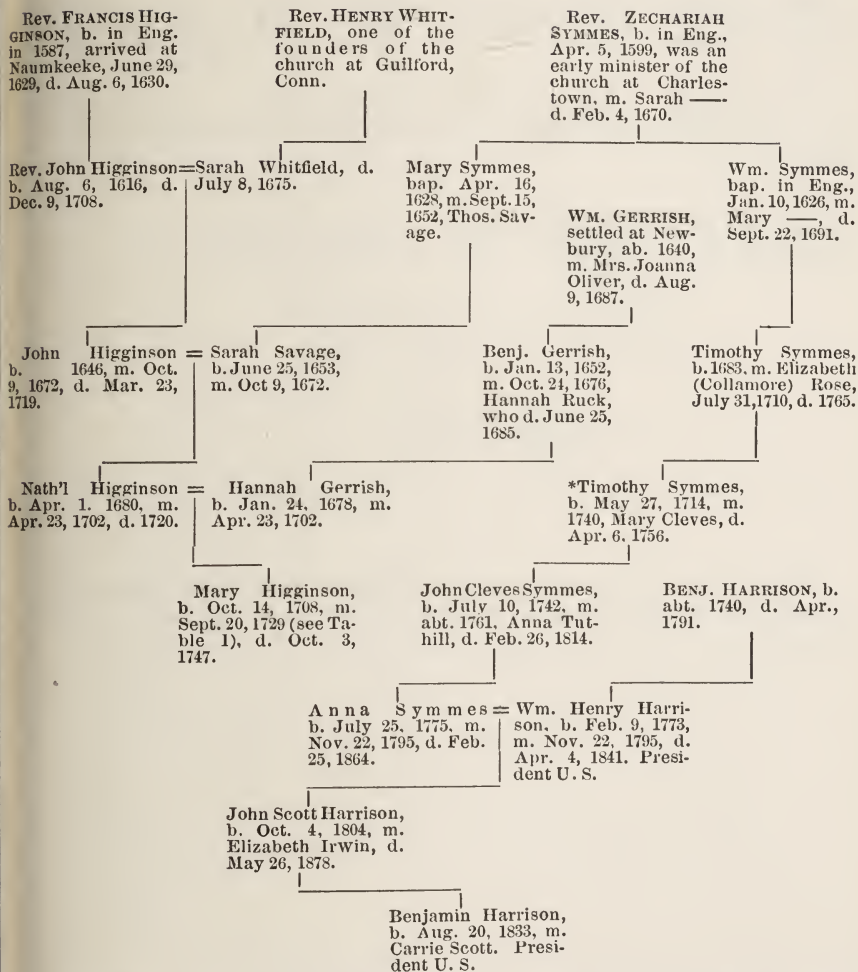 Rev. FRANCIS HIG-
GINSON, b. in Eng.
in 1587, arrived at
Naumkeeke, June 29,
1629, d. Aug. 6, 1630.
Rev. HENRY WHIT-
FIELD, one of the
founders of the
church at Guilford,
Conn.
Rev. ZECHARIAH
SYMMES, b. in Eng.,
Apr. 5, 1599, was an
early minister of the
church at Charles-
town, m. Sarah ——
d. Feb. 4, 1670.
Rev. John Higginson=
b. Aug. 6, 1616, d.
Dec. 9, 1708.
Sarah Whitfield, d.
July 8, 1675.
Mary Symmes,
bap. Apr. 16,
1628, m. Sept. 15,
1652, Thos. Sav-
age.
WM. GERRISH,
settled at New-
bury, ab. 1640,
m. Mrs. Joanna
Oliver, d. Aug.
9, 1687.
Wm. Symmes,
bap. in Eng.,
Jan. 10, 1626, m.
Mary ——, d.
Sept. 22, 1691.
John Higginson =
b. 1646, m. Oct.
9, 1672, d. Mar. 23,
1719.
Sarah Savage,
b. June 25, 1653,
m. Oct 9, 1672.
Benj. Gerrish,
b. Jan. 13, 1652,
m. Oct. 24, 1676,
Hannah Ruck,
who d. June 25,
1685.
Timothy Symmes,
b. 1683, m. Elizabeth
(Collamore) Rose,
July 31, 1710, d. 1765.
Nath'l Higginson =
b. Apr. 1. 1680, m.
Apr. 23, 1702, d. 1720.
Hannah Gerrish,
b. Jan. 24, 1678, m.
Apr. 23, 1702.
*Timothy Symmes,
b. May 27, 1714, m.
1740, Mary Cleves, d.
Apr. 6, 1756.
Mary Higginson,
b. Oct. 14, 1708, m.
Sept. 20, 1729 (see Ta-
ble 1), d. Oct. 3,
1747.
John Cleves Symmes,
b. July 10, 1742, m.
abt. 1761, Anna Tut-
hill, d. Feb. 26, 1814.
BENJ. HARRISON, b.
abt. 1740, d. Apr.,
1791.
Anna Symmes =
b. July 25, 1775, m.
Nov. 22, 1795, d. Feb.
25, 1864.
Wm. Henry Harri-
son, b. Feb. 9, 1773,
m. Nov. 22, 1795, d.
Apr. 4, 1841. Presi-
dent U. S.
John Scott Harrison,
b. Oct. 4, 1804, m.
Elizabeth Irwin, d.
May 26, 1878.
Benjamin Harrison,
b. Aug. 20, 1833, m.
Carrie Scott. Presi-
dent U. S.